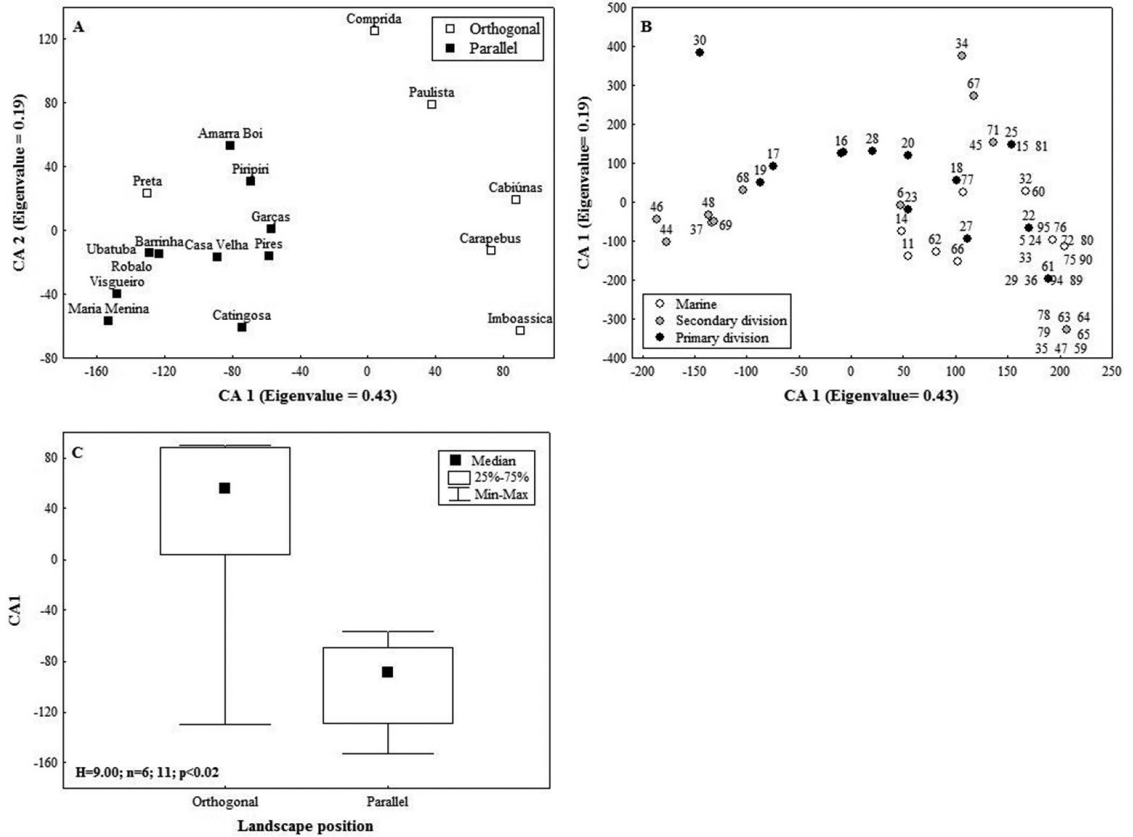 A
Orthogonal
Parallel
Comprida
Paulista
Amarra Boi
Piripiri
Preta
Cabiúnas
Garças
Carapebus
Ubatuba
Barrinha
Casa Velha
Pires
Robalo
Visgueiro
Maria Menina
Catingosa
Imboassica
CA 2 (Eigenvalue = 0.19)
120
80
40
0
-40
-80
-160 -120 -80 -40 0 40 80
CA 1 (Eigenvalue = 0.43)
B
30
34
67
71
45
25
15 81
16
28
20
17
19
18
77
32
60
68
6
23
46
48
44
37
69
14
11
62
27
66
22
95 76
5 24
72 80
33
75 90
61
29 36
94 89
78 63 64
79
65
35 47 59
Marine
Secondary division
Primary division
CA 1 (Eigenvalue= 0.19)
500
400
300
200
100
0
-100
-200
-300
-400
-200 -150 -100 -50 0 50 100 150 200 250
CA 1 (Eigenvalue= 0.43)
C
Median
25%-75%
Min-Max
CA1
80
40
0
-40
-80
-120
-160
H=9.00; n=6; 11; p<0.02
Orthogonal
Parallel
Landscape position